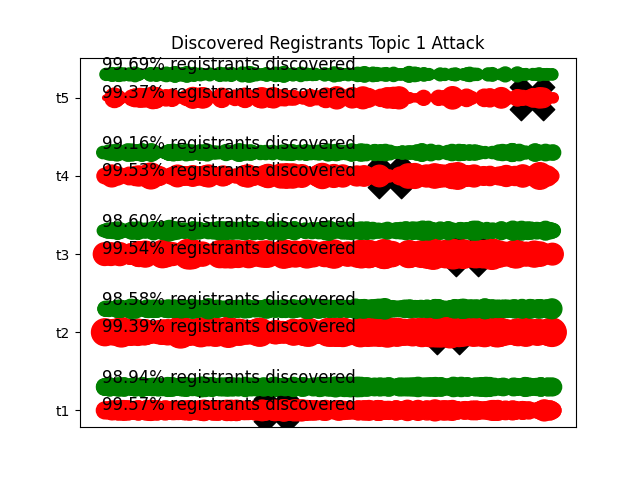 Discovered Registrants Topic 1 Attack
99.69% registrants discovered
t5
99.37% registrants discovered
99.16% registrants discovered
t4
99.53% registrants discovered
98.60% registrants discovered
t3
99.54% registrants discovered
98.58% registrants discovered
t2
99.39% registrants discovered
98.94% registrants discovered
t1
99.57% registrants discovered